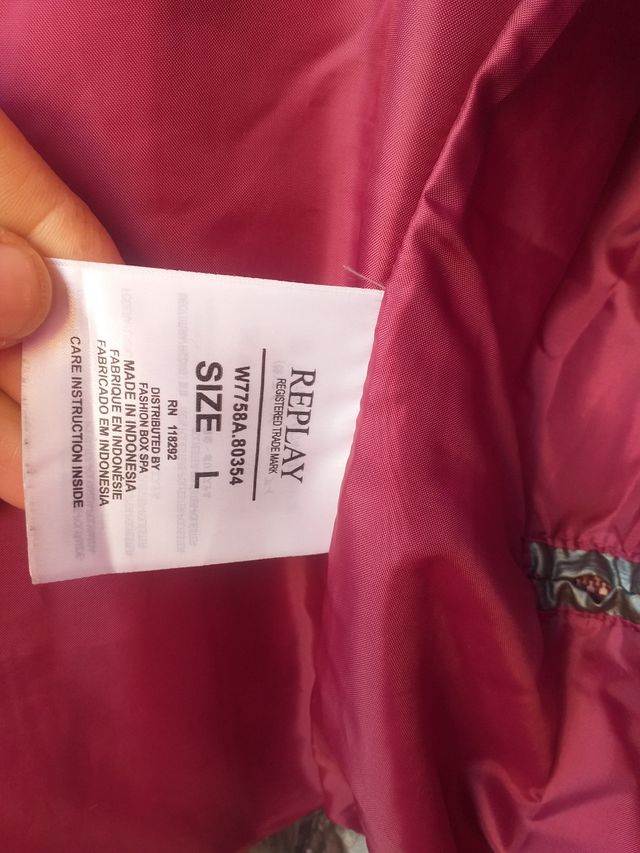 REPLAY
REGISTERED TRADE MARK
W7758A.80354
SIZE L
RN 118292
DISTRIBUTED BY
FASHION BOX SPA
MADE IN INDONESIA
FABRIQUE EN INDONÉSIE
FABRICADO EM INDONESIA
CARE INSTRUCTION INSIDE